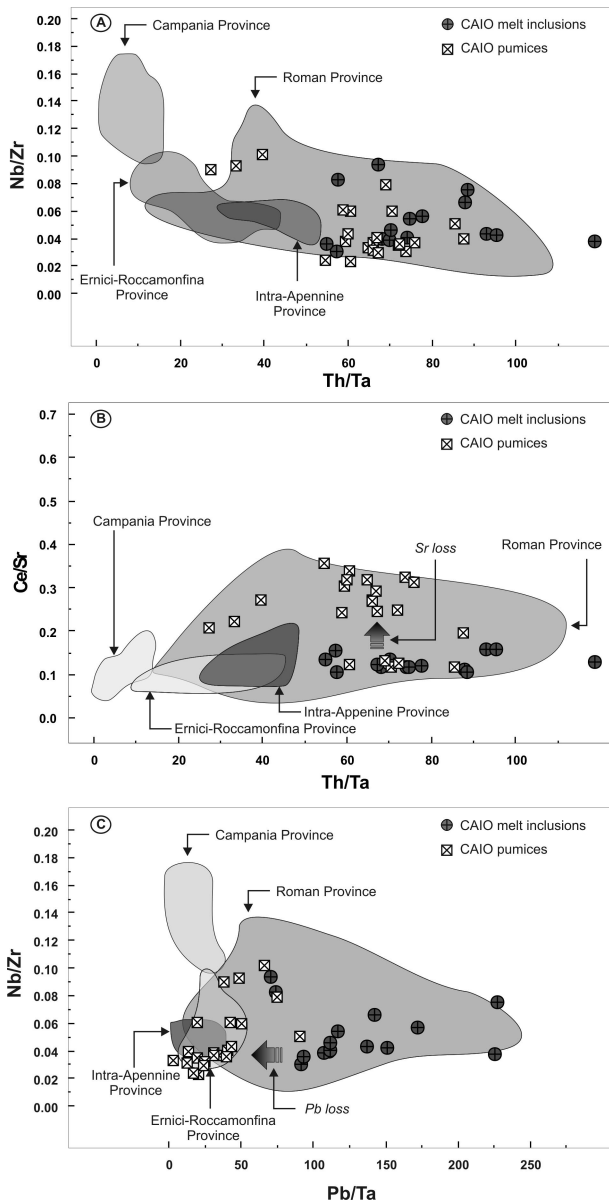 A
Campania Province
Roman Province
CAIO melt inclusions
CAIO pumices
Ernici-Roccamonfina
Province
Intra-Apennine
Province
Nb/Zr
0.20
0.18
0.16
0.14
0.12
0.10
0.08
0.06
0.04
0.02
0.00
0
20
40
60
80
100
Th/Ta
B
CAIO melt inclusions
CAIO pumices
Campania Province
Sr loss
Roman Province
Intra-Appenine Province
Ernici-Roccamonfina Province
Ce/Sr
0.7
0.6
0.5
0.4
0.3
0.2
0.1
0.0
0
20
40
60
80
100
Th/Ta
C
Campania Province
Roman Province
CAIO melt inclusions
CAIO pumices
Intra-Apennine
Province
Ernici-Roccamonfina
Province
Pb loss
Nb/Zr
0.20
0.18
0.16
0.14
0.12
0.10
0.08
0.06
0.04
0.02
0.00
0
50
100
150
200
250
Pb/Ta